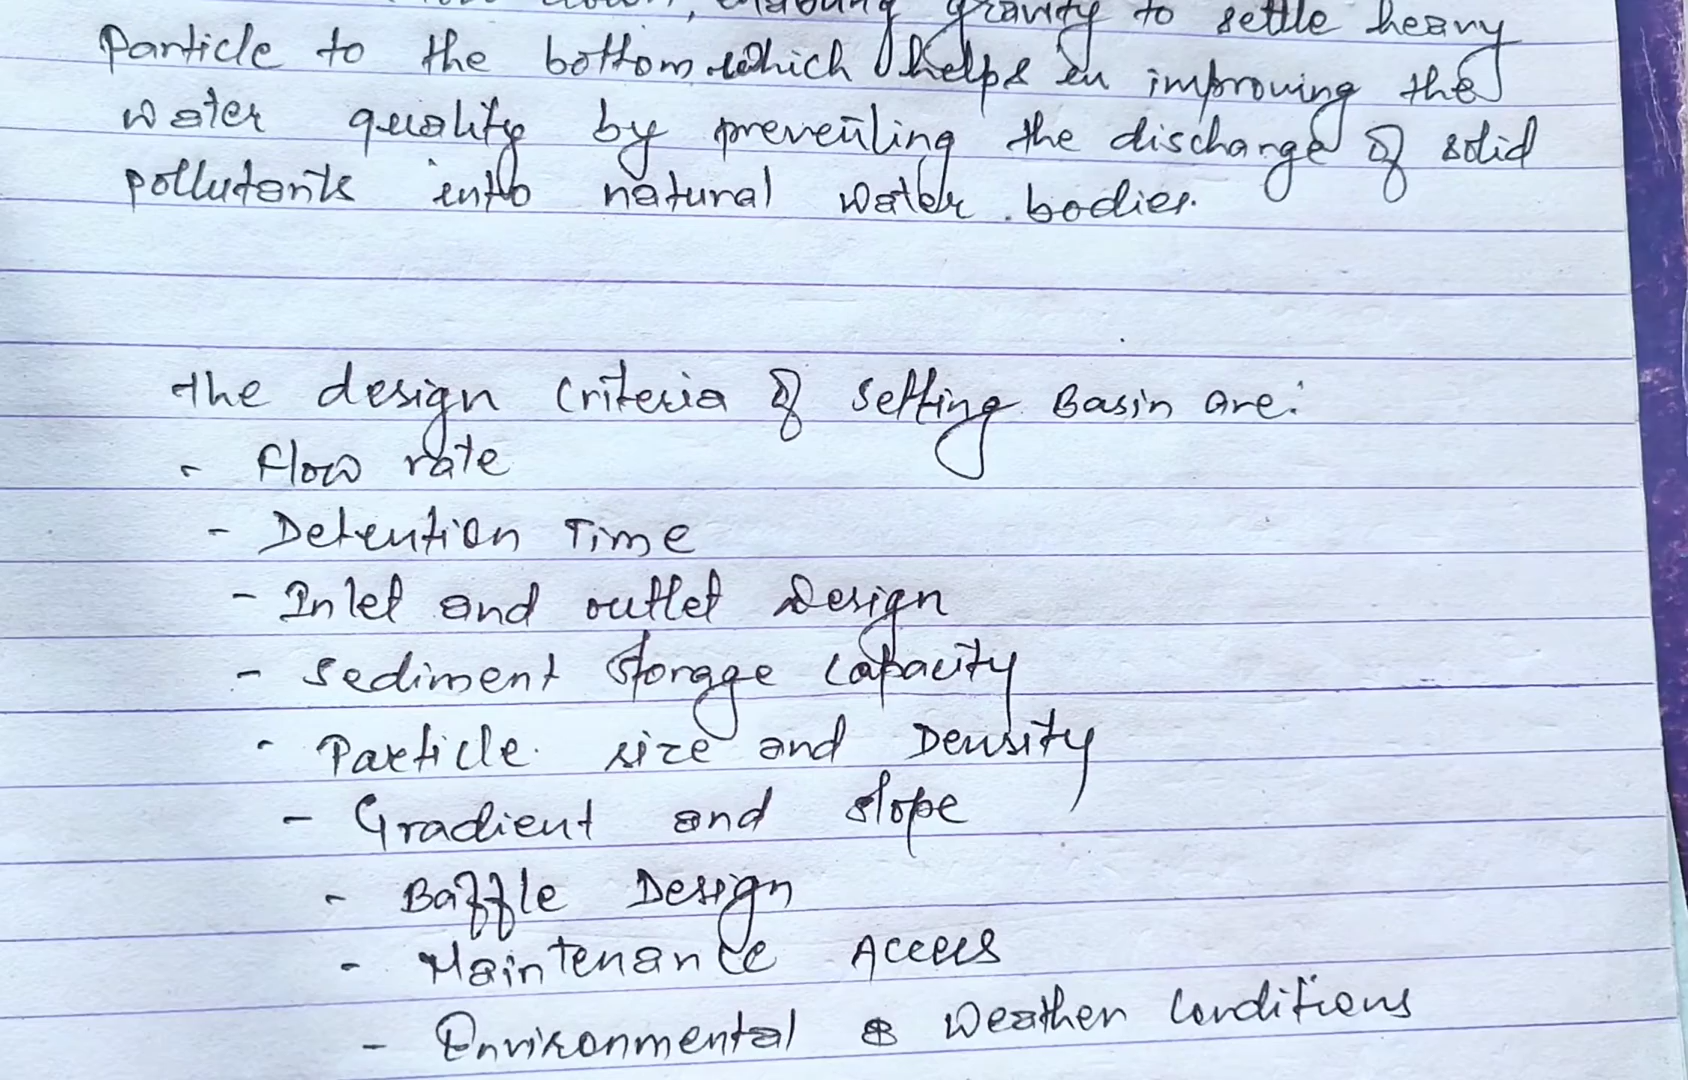 gravity to settle heavy
Particle to the bottom which helps in improving the
water quality by preventing the discharge of solid
pollutants into natural water bodies.
The design criteria of settling Basin are:
- Flow rate
- Detention Time
- Inlet and outlet Design
- Sediment storage capacity
- Particle size and Density
- Gradient and slope
- Baffle Design
- Maintenance Access
- Environmental & Weather Conditions